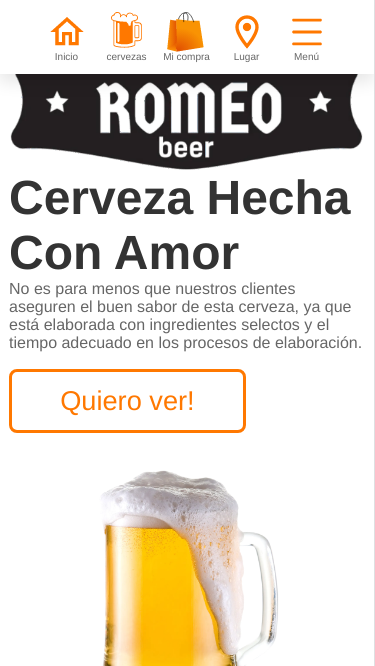 Inicio
cervezas
Mi compra
Lugar
Menú
ROMEO
beer
Cerveza Hecha
Con Amor
No es para menos que nuestros clientes
aseguren el buen sabor de esta cerveza, ya que
está elaborada con ingredientes selectos y el
tiempo adecuado en los procesos de elaboración.
Quiero ver!